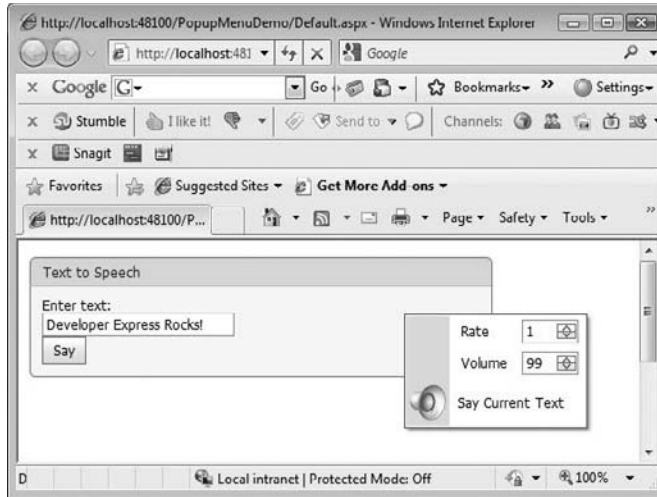 http://localhost:48100/PopupMenuDemo/Default.aspx - Windows Internet Explorer
http://localhost:481
Google
x Google G Go Bookmarks » Settings
x Stumble I like it! Send to Channels:
x SnagIt
Favorites Suggested Sites Get More Add-ons
http://localhost:48100/P... Page Safety Tools »
Text to Speech
Enter text:
Developer Express Rocks!
Say
Rate 1
Volume 99
Say Current Text
D Local intranet | Protected Mode: Off 100%